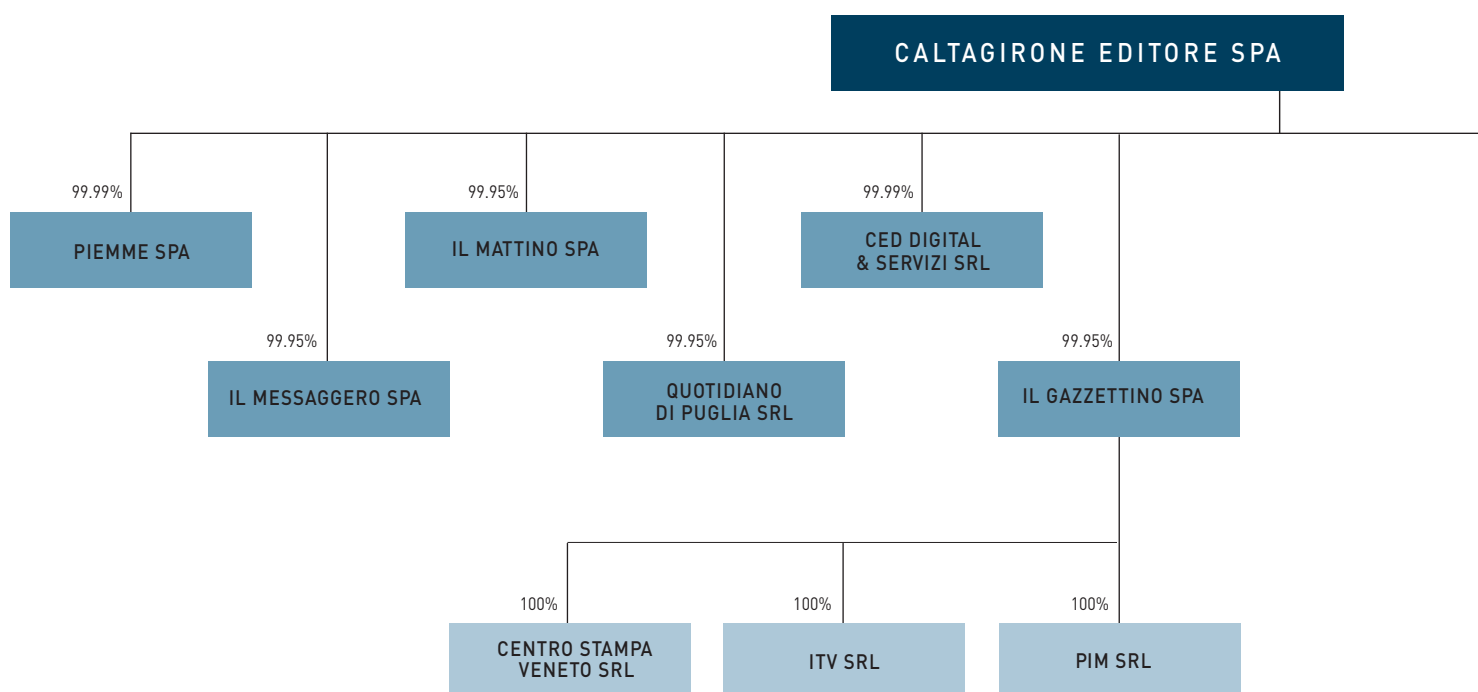 CALTAGIRONE EDITORE SPA
99.99%
99.95%
99.99%
PIEMME SPA
IL MATTINO SPA
CED DIGITAL
& SERVIZI SRL
99.95%
99.95%
99.95%
IL MESSAGGERO SPA
QUOTIDIANO
DI PUGLIA SRL
IL GAZZETTINO SPA
100%
100%
100%
CENTRO STAMPA
VENETO SRL
ITV SRL
PIM SRL